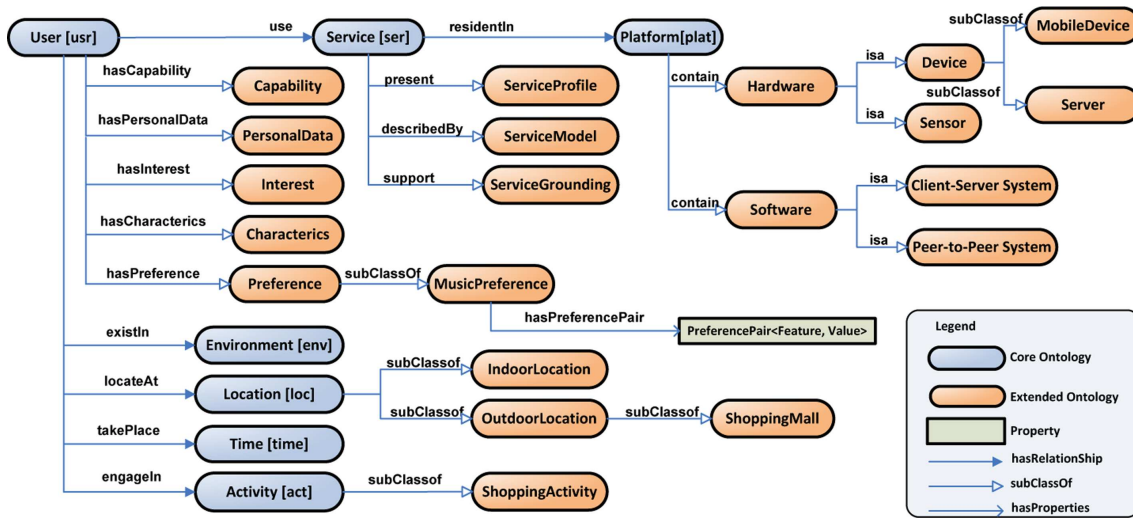 User [usr]
use
Service [ser]
residentIn
Platform[plat]
subClassof
MobileDevice
isa
Device
hasCapability
Capability
present
ServiceProfile
contain
Hardware
subClassof
Server
hasPersonalData
PersonalData
describedBy
ServiceModel
isa
Sensor
hasInterest
Interest
support
ServiceGrounding
isa
Client-Server System
contain
Software
hasCharacterics
Characterics
isa
Peer-to-Peer System
hasPreference
Preference
subClassOf
MusicPreference
hasPreferencePair
PreferencePair<Feature, Value>
existIn
Environment [env]
locateAt
Location [loc]
subClassof
IndoorLocation
subClassof
OutdoorLocation
subClassof
ShoppingMall
takePlace
Time [time]
engageIn
Activity [act]
subClassof
ShoppingActivity
Legend
Core Ontology
Extended Ontology
Property
hasRelationShip
subClassOf
hasProperties